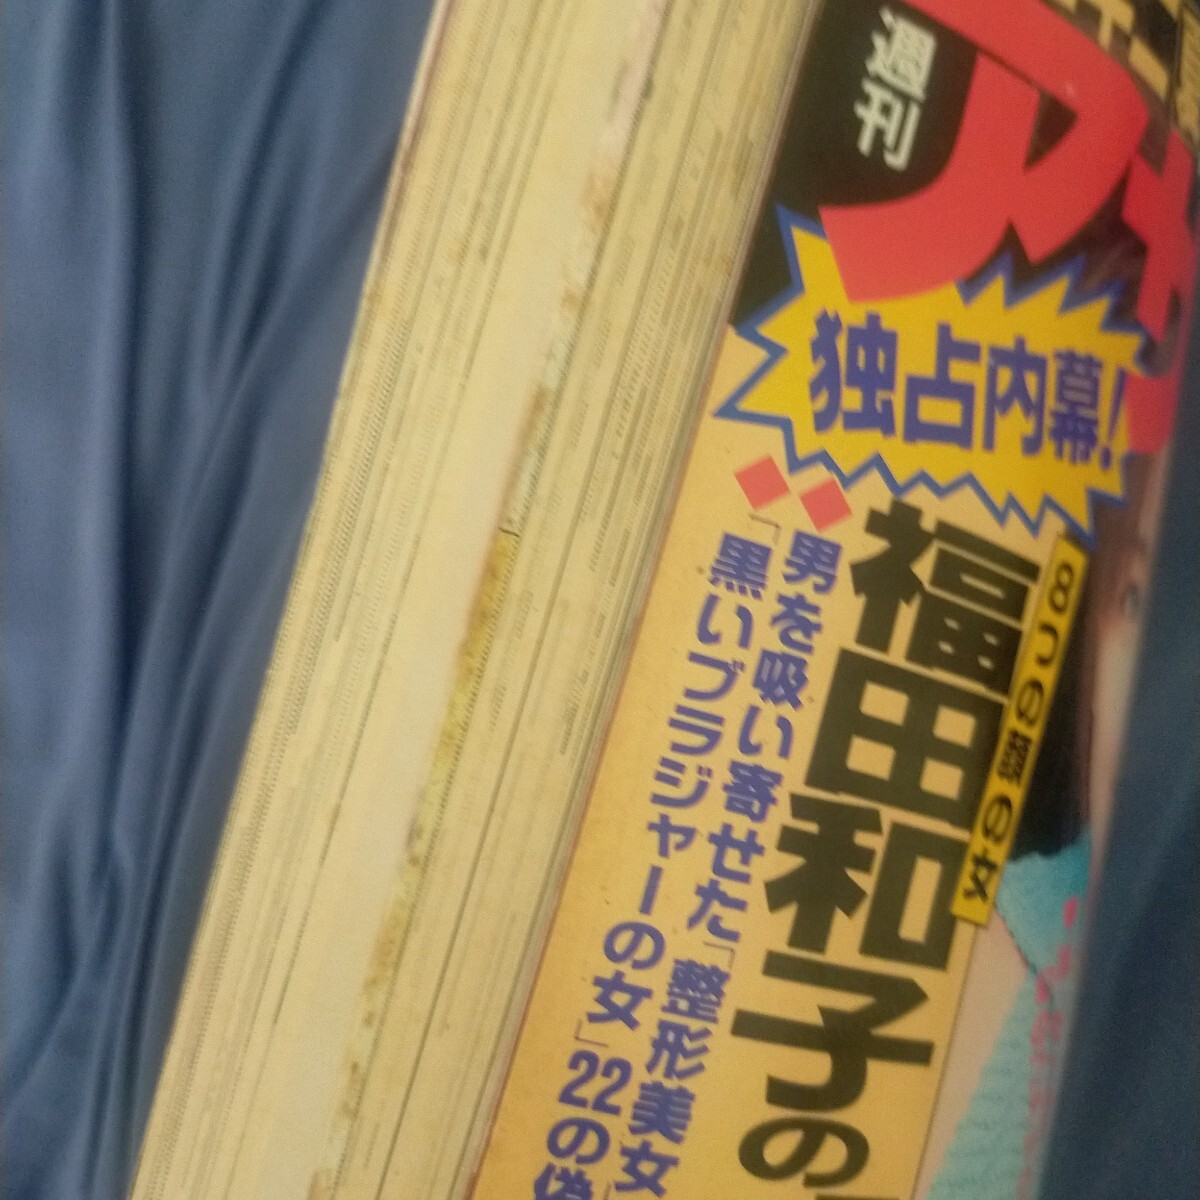 週刊
ア
独占内幕!
8つの顔の女
福田和子の
男を吸い寄せた「整形美女」
「黒いブラジャーの女」22の偽